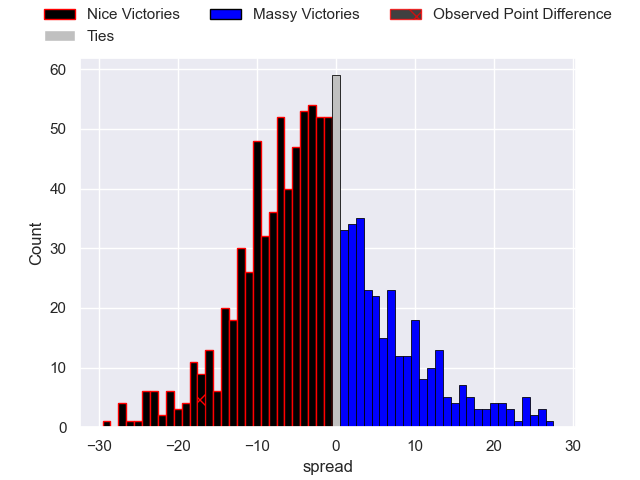 Nice Victories
Massy Victories
Observed Point Difference
Ties
60
50
40
30
20
10
0
Count
−30
−20
−10
0
10
20
30
spread